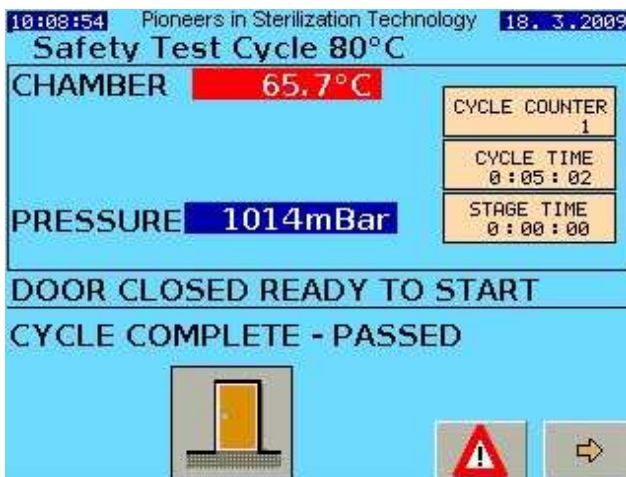 10:08:54 Pioneers in Sterilization Technology 18. 3.2009
Safety Test Cycle 80°C
CHAMBER 65.7°C
CYCLE COUNTER
1
CYCLE TIME
0:05:02
PRESSURE 1014mBar
STAGE TIME
0:00:00
DOOR CLOSED READY TO START
CYCLE COMPLETE - PASSED
!